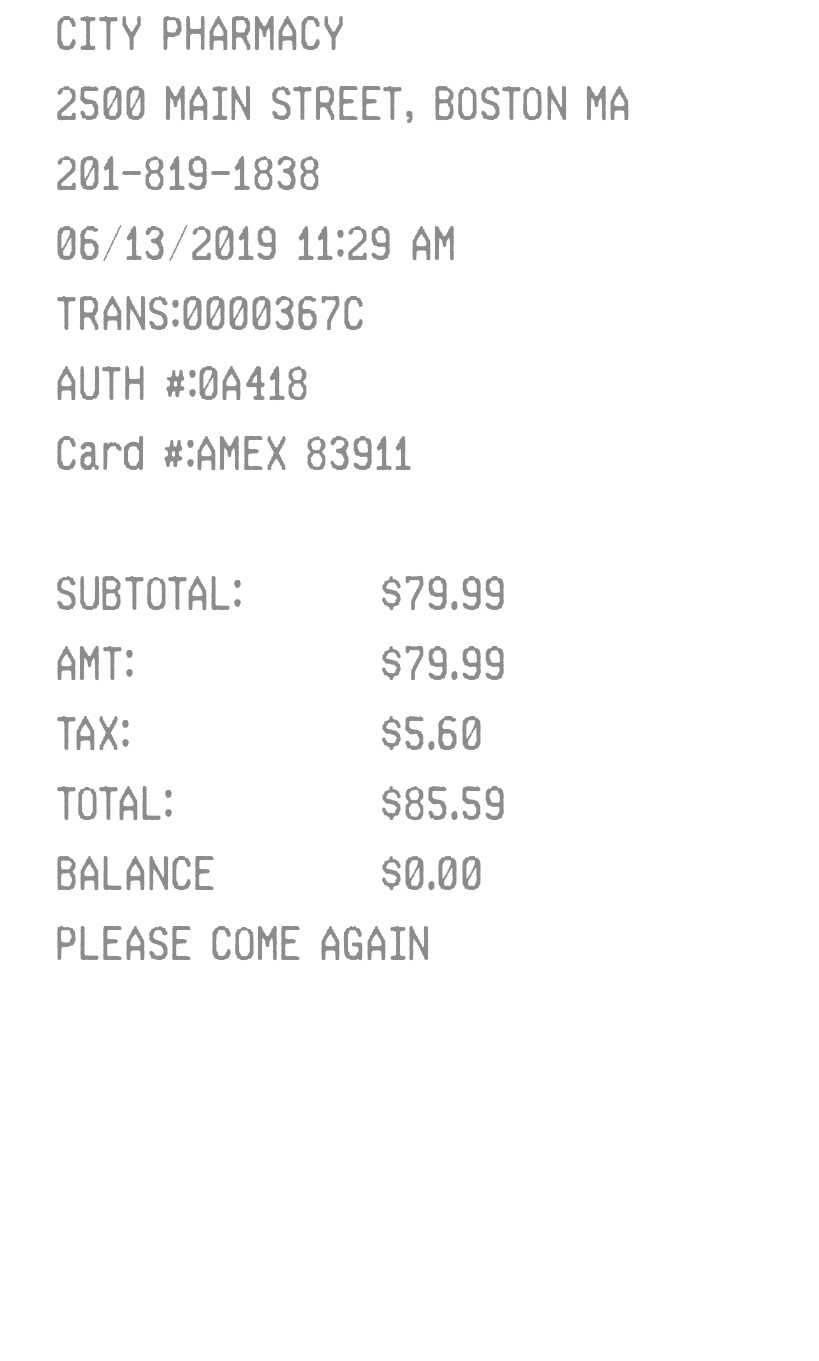 CITY PHARMACY
2500 MAIN STREET, BOSTON MA
201-819-1838
06/13/2019 11:29 AM
TRANS:0000367C
AUTH #:0A418
Card #:AMEX 83911
SUBTOTAL: $79.99
AMT: $79.99
TAX: $5.60
TOTAL: $85.59
BALANCE $0.00
PLEASE COME AGAIN